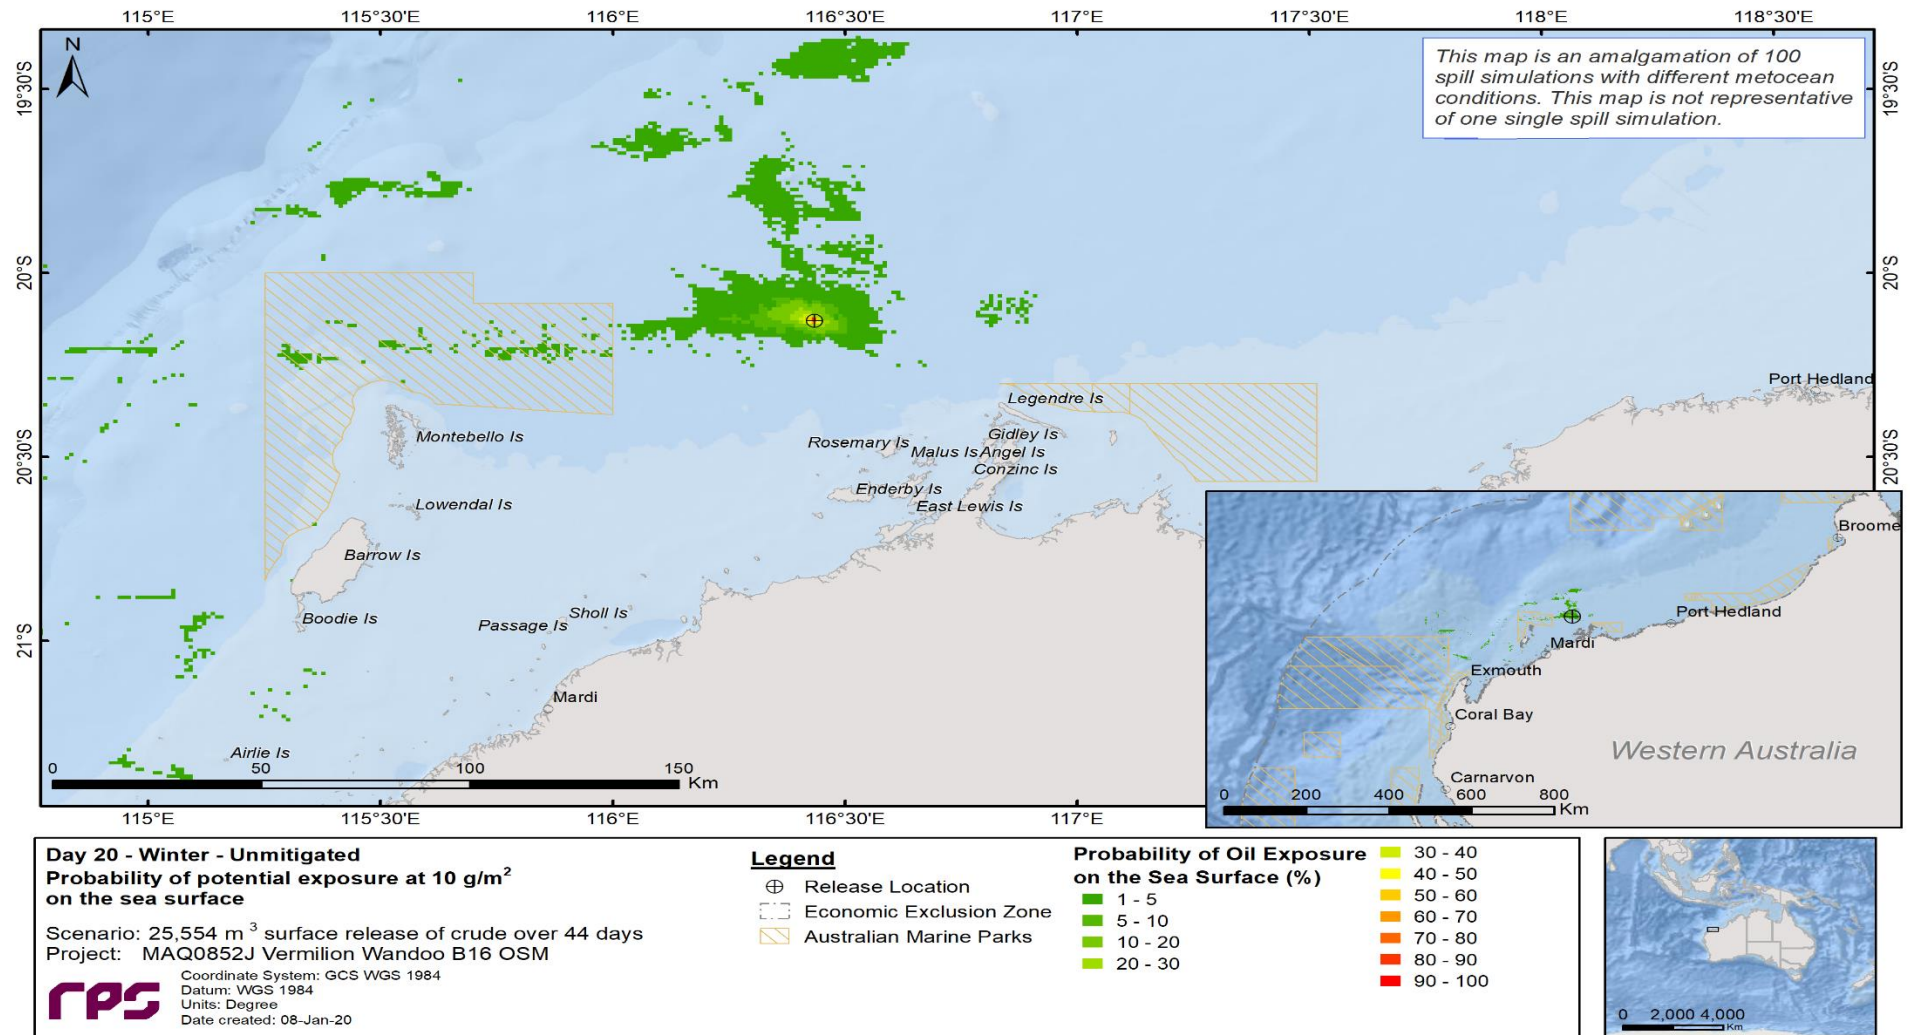 115°E 115°30'E 116°E 116°30'E 117°E 117°30'E 118°E 118°30'E
N
This map is an amalgamation of 100
spill simulations with different metocean
conditions. This map is not representative
of one single spill simulation.
19°30'S
19°30'S
20°S
20°S
Port Hedland
Legendre Is
Montebello Is
Rosemary Is
Gidley Is
Malus Is
Angel Is
Conzinc Is
20°30'S
20°30'S
Enderby Is
East Lewis Is
Lowendal Is
Barrow Is
Boodie Is
Passage Is
Sholl Is
21°S
Mardi
Airlie Is
0 50 100 150
Km
115°E 115°30'E 116°E 116°30'E 117°E
Broome
Port Hedland
Mardi
Exmouth
Coral Bay
Western Australia
Carnarvon
0 200 400 600 800
Km
Day 20 - Winter - Unmitigated
Probability of potential exposure at 10 g/m²
on the sea surface
Scenario: 25,554 m ³ surface release of crude over 44 days
Project: MAQ0852J Vermilion Wandoo B16 OSM
rps
Coordinate System: GCS WGS 1984
Datum: WGS 1984
Units: Degree
Date created: 08-Jan-20
Legend
Release Location
Economic Exclusion Zone
Australian Marine Parks
Probability of Oil Exposure
on the Sea Surface (%)
1 - 5
5 - 10
10 - 20
20 - 30
30 - 40
40 - 50
50 - 60
60 - 70
70 - 80
80 - 90
90 - 100
0 2,000 4,000
Km